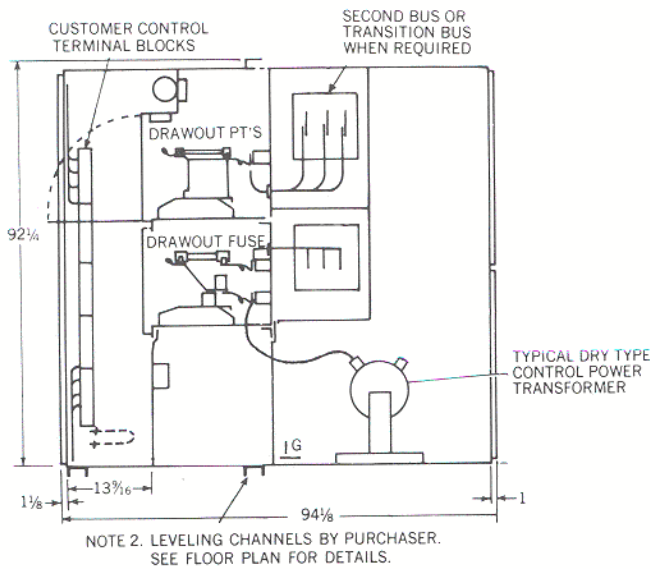 CUSTOMER CONTROL
TERMINAL BLOCKS
SECOND BUS OR
TRANSITION BUS
WHEN REQUIRED
DRAWOUT PT'S
92¼
DRAWOUT FUSE
TYPICAL DRY TYPE
CONTROL POWER
TRANSFORMER
G
13⁹⁄₁₆
1⅛
1
94⅛
NOTE 2. LEVELING CHANNELS BY PURCHASER.
SEE FLOOR PLAN FOR DETAILS.